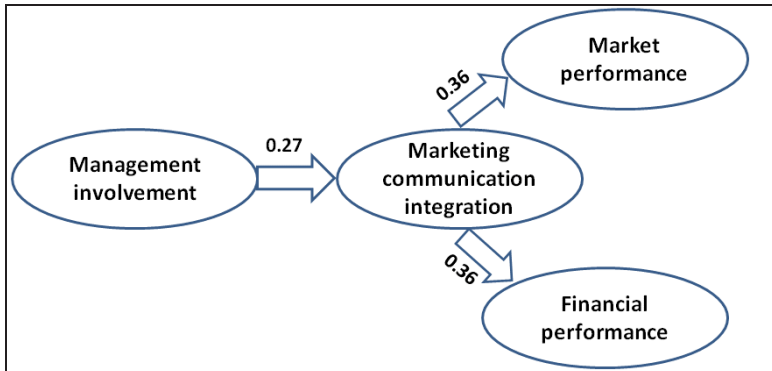 Market
performance
0.36
0.27
Management
involvement
Marketing
communication
integration
0.36
Financial
performance